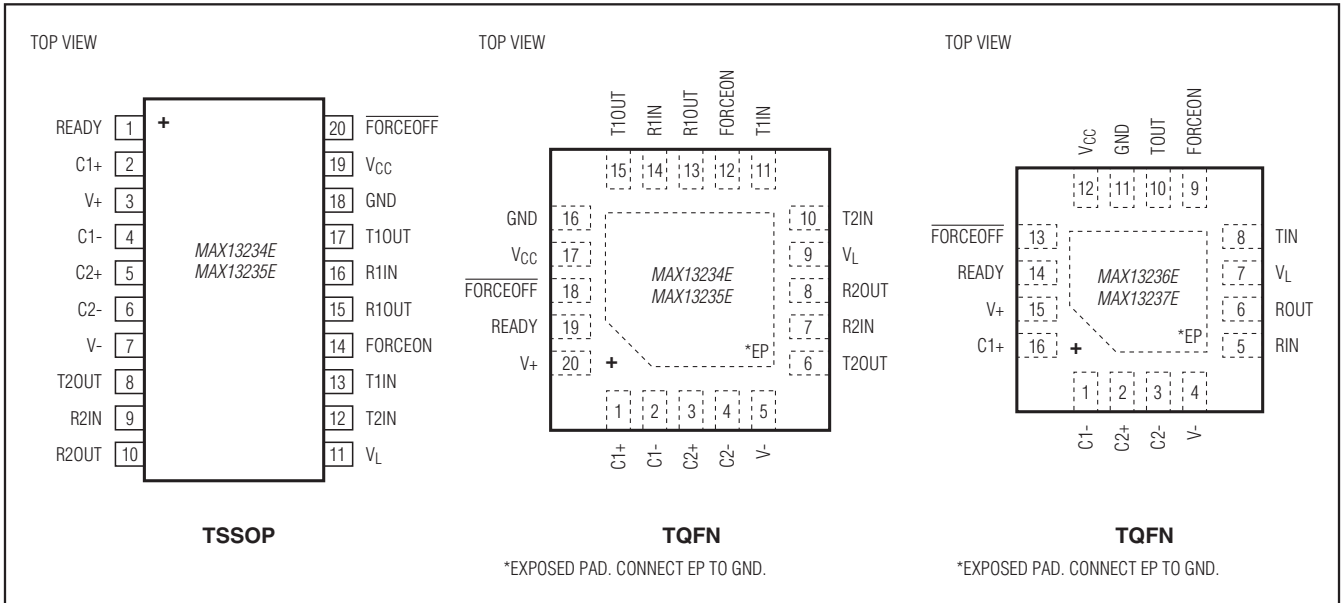 TOP VIEW
READY 1 + 20 FORCEOFF
C1+ 2 19 VCC
V+ 3 18 GND
C1- 4 17 T1OUT
C2+ 5 16 R1IN
C2- 6 15 R1OUT
V- 7 14 FORCEON
T2OUT 8 13 T1IN
R2IN 9 12 T2IN
R2OUT 10 11 VL
MAX13234E
MAX13235E
TSSOP
TOP VIEW
T1OUT R1IN R1OUT FORCEON T1IN
15 14 13 12 11
GND 16 10 T2IN
VCC 17 9 VL
FORCEOFF 18 8 R2OUT
READY 19 7 R2IN
V+ 20 + 6 T2OUT
MAX13234E
MAX13235E
*EP
1 2 3 4 5
C1+ C1- C2+ C2- V-
TQFN
*EXPOSED PAD. CONNECT EP TO GND.
TOP VIEW
VCC GND TOUT FORCEON
12 11 10 9
FORCEOFF 13 8 TIN
READY 14 7 VL
V+ 15 6 ROUT
C1+ 16 + 5 RIN
MAX13236E
MAX13237E
*EP
1 2 3 4
C1- C2+ C2- V-
TQFN
*EXPOSED PAD. CONNECT EP TO GND.